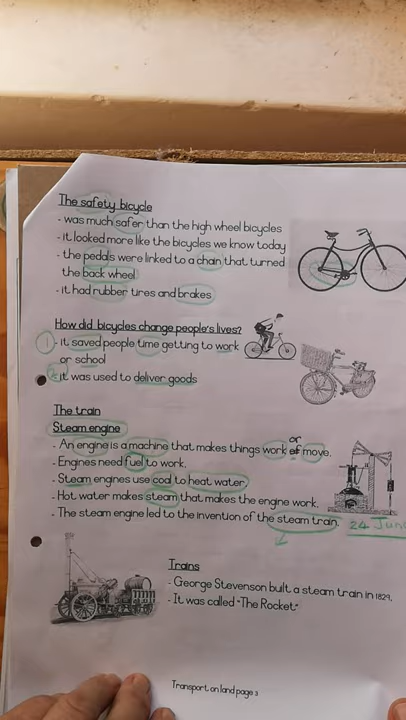 The safety bicycle
- was much safer than the high wheel bicycles
- it looked more like the bicycles we know today
- the pedals were linked to a chain that turned
the back wheel
- it had rubber tires and brakes
How did bicycles change people's lives?
1 - it saved people time getting to work
or school
- it was used to deliver goods
The train
Steam engine
or
- An engine is a machine that makes things work of move.
- Engines need fuel to work.
- Steam engines use coal to heat water.
- Hot water makes steam that makes the engine work.
- The steam engine led to the invention of the steam train. 24 June
Trains
- George Stevenson built a steam train in 1829.
- It was called "The Rocket"
Transport on land page 3